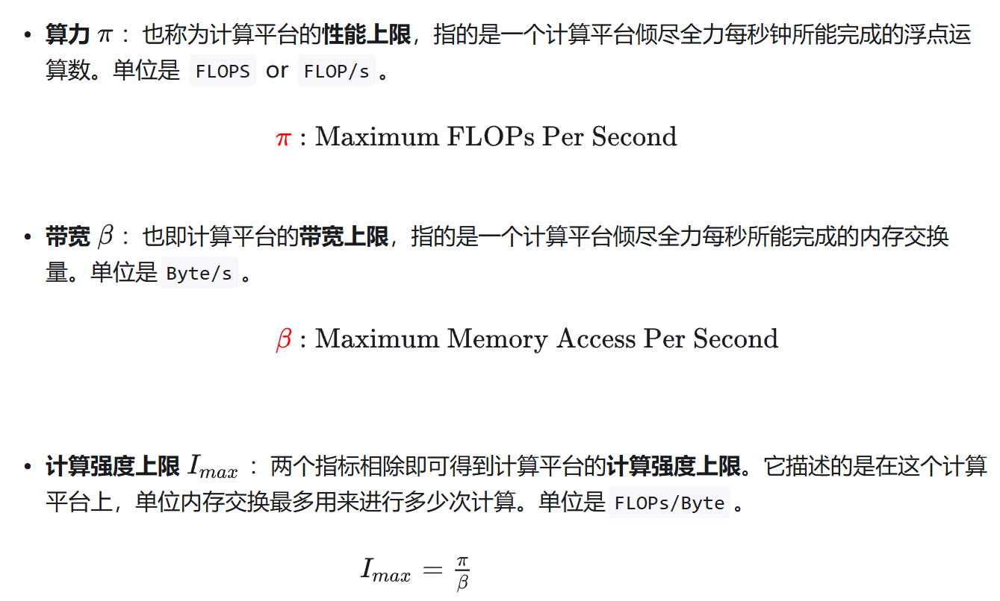 • 算力 π： 也称为计算平台的性能上限，指的是一个计算平台倾尽全力每秒钟所能完成的浮点运
算数。单位是 FLOPS or FLOP/s 。
π : Maximum FLOPs Per Second
• 带宽 β： 也即计算平台的带宽上限，指的是一个计算平台倾尽全力每秒所能完成的内存交换
量。单位是 Byte/s 。
β : Maximum Memory Access Per Second
• 计算强度上限 I_{max} ： 两个指标相除即可得到计算平台的计算强度上限。它描述的是在这个计算
平台上，单位内存交换最多用来进行多少次计算。单位是 FLOPs/Byte 。
I_{max} = \frac{π}{β}